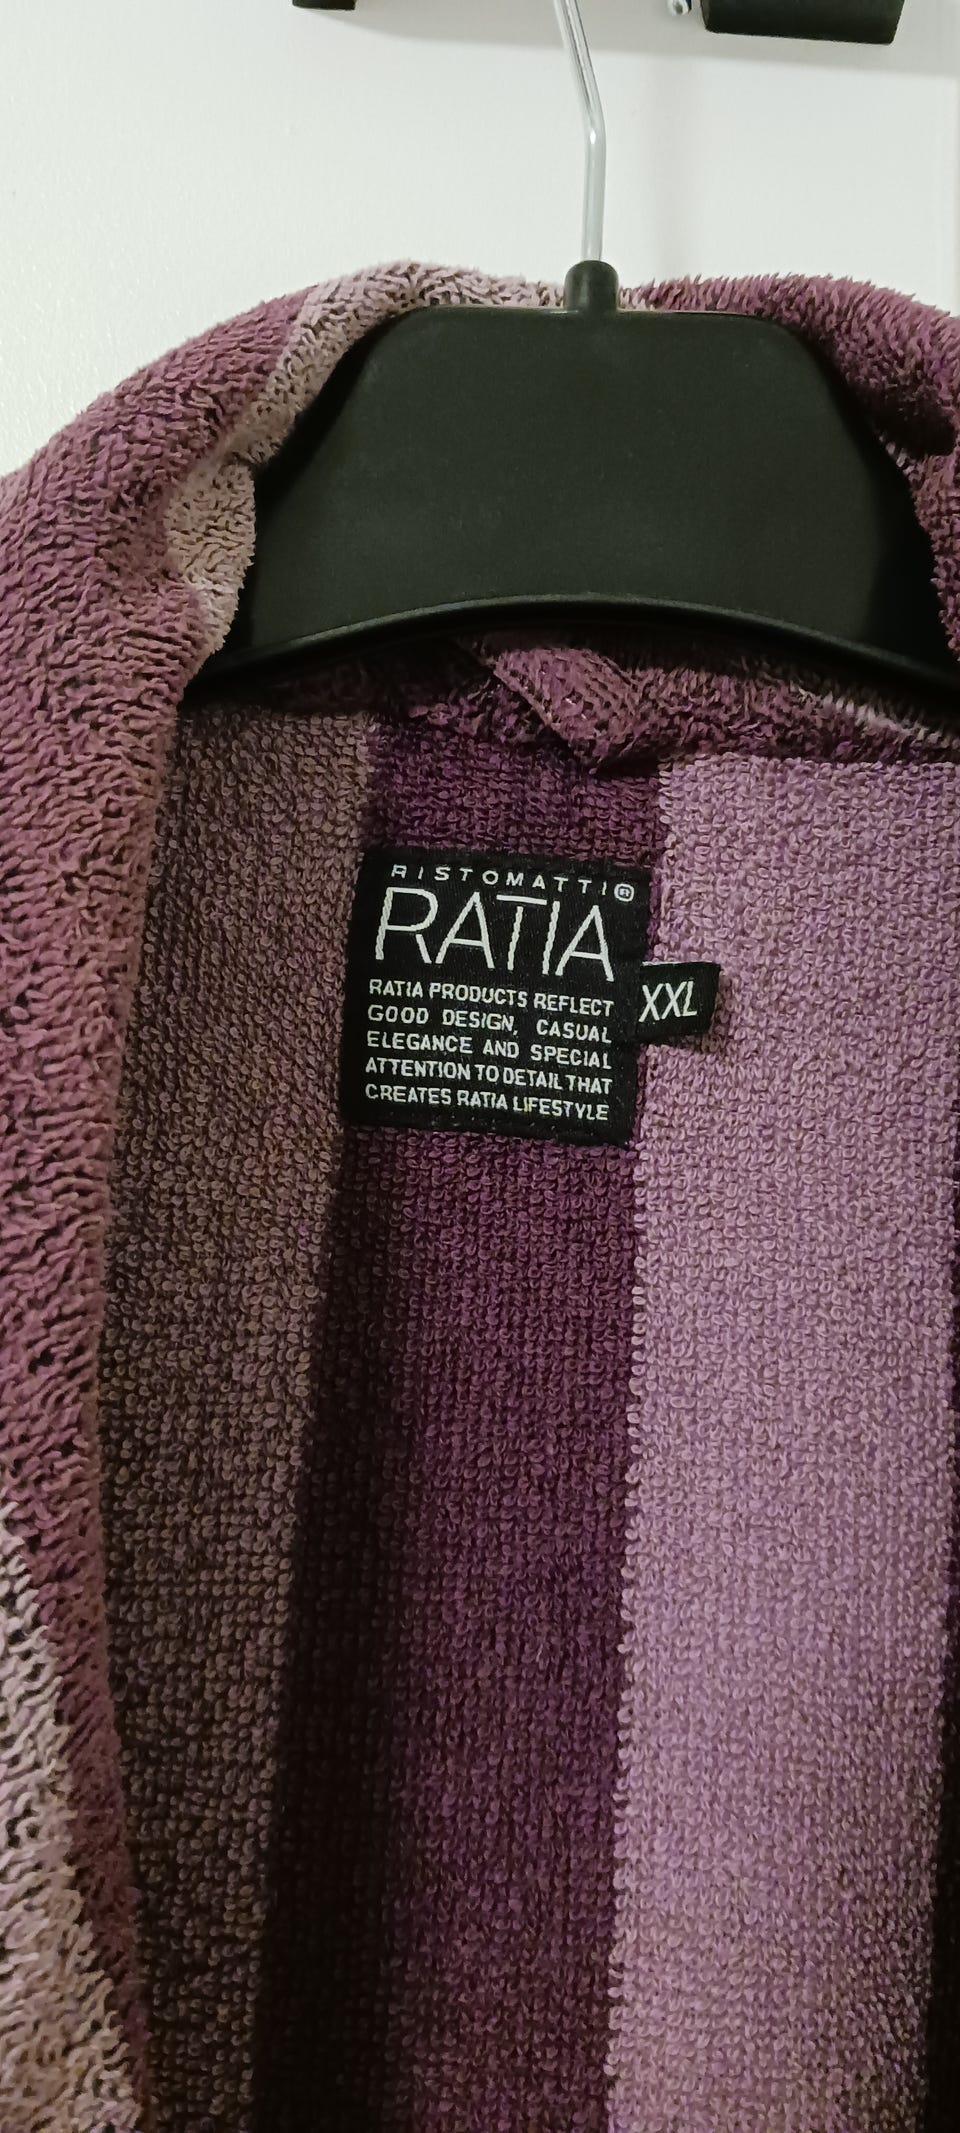 RISTOMATTI®
RATIA
RATIA PRODUCTS REFLECT
GOOD DESIGN, CASUAL
ELEGANCE AND SPECIAL
ATTENTION TO DETAIL THAT
CREATES RATIA LIFESTYLE
XXL